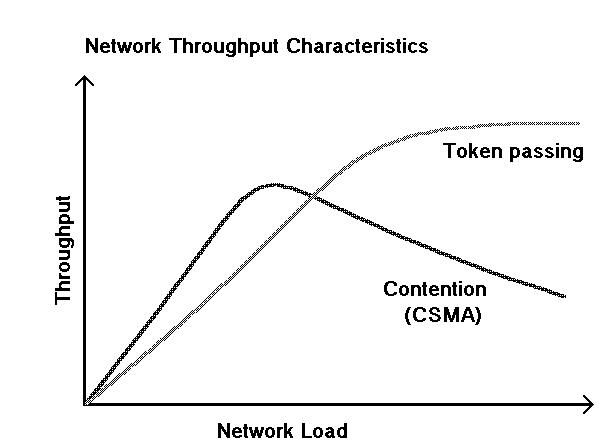 Network Throughput Characteristics
Throughput
Token passing
Contention
(CSMA)
Network Load